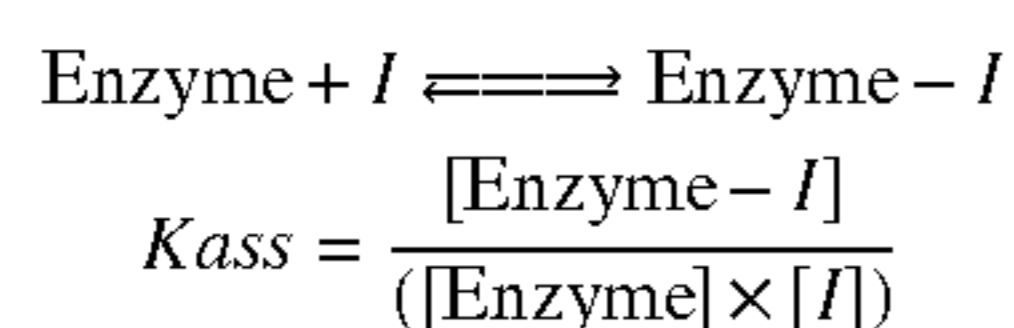 Enzyme + I ⇌ Enzyme − I
[Enzyme − I]
Kass =
([Enzyme] × [I])